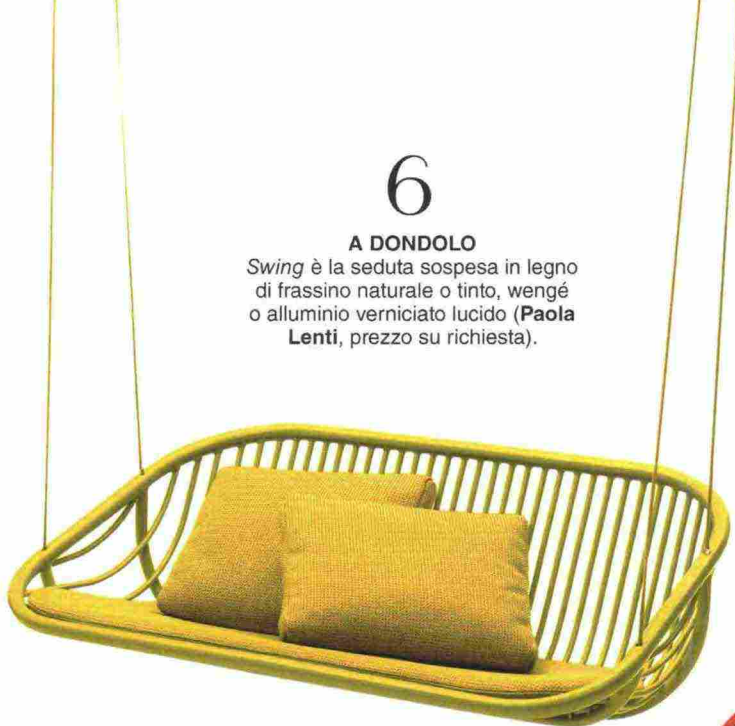 6
A DONDOLO
Swing è la seduta sospesa in legno
di frassino naturale o tinto, wengé
o alluminio verniciato lucido (Paola
Lenti, prezzo su richiesta).